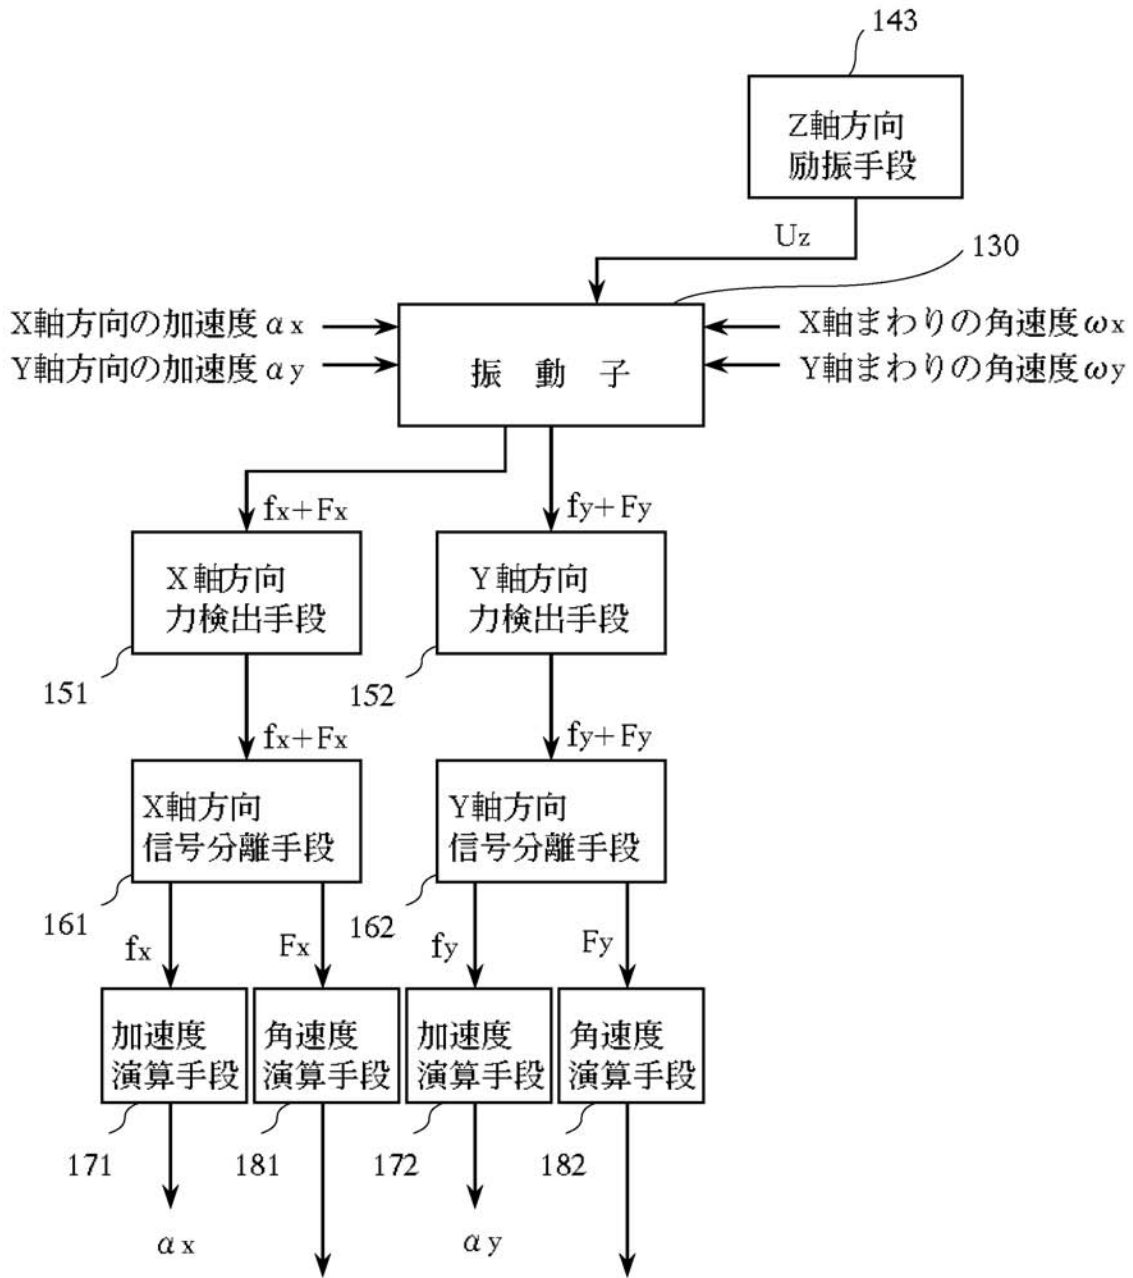 143
Z軸方向
励振手段
Uz
130
X軸方向の加速度 αx
X軸まわりの角速度 ωx
Y軸方向の加速度 αy
Y軸まわりの角速度 ωy
振 動 子
fx+Fx
fy+Fy
X軸方向
力検出手段
Y軸方向
力検出手段
151
152
fx+Fx
fy+Fy
X軸方向
信号分離手段
Y軸方向
信号分離手段
161
162
fx
Fx
fy
Fy
加速度
演算手段
角速度
演算手段
加速度
演算手段
角速度
演算手段
171
181
172
182
αx
αy